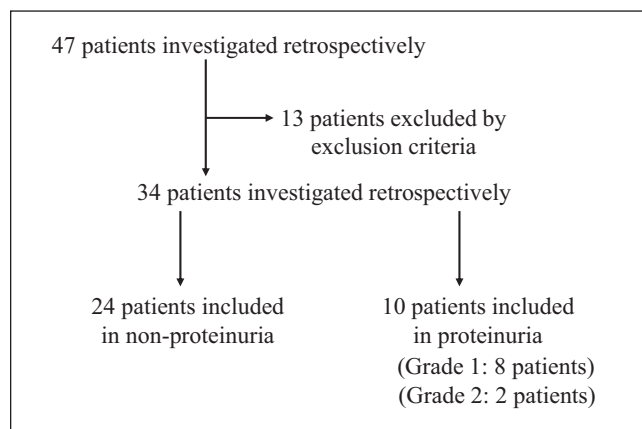 47 patients investigated retrospectively
13 patients excluded by
exclusion criteria
34 patients investigated retrospectively
24 patients included
in non-proteinuria
10 patients included
in proteinuria
(Grade 1: 8 patients)
(Grade 2: 2 patients)